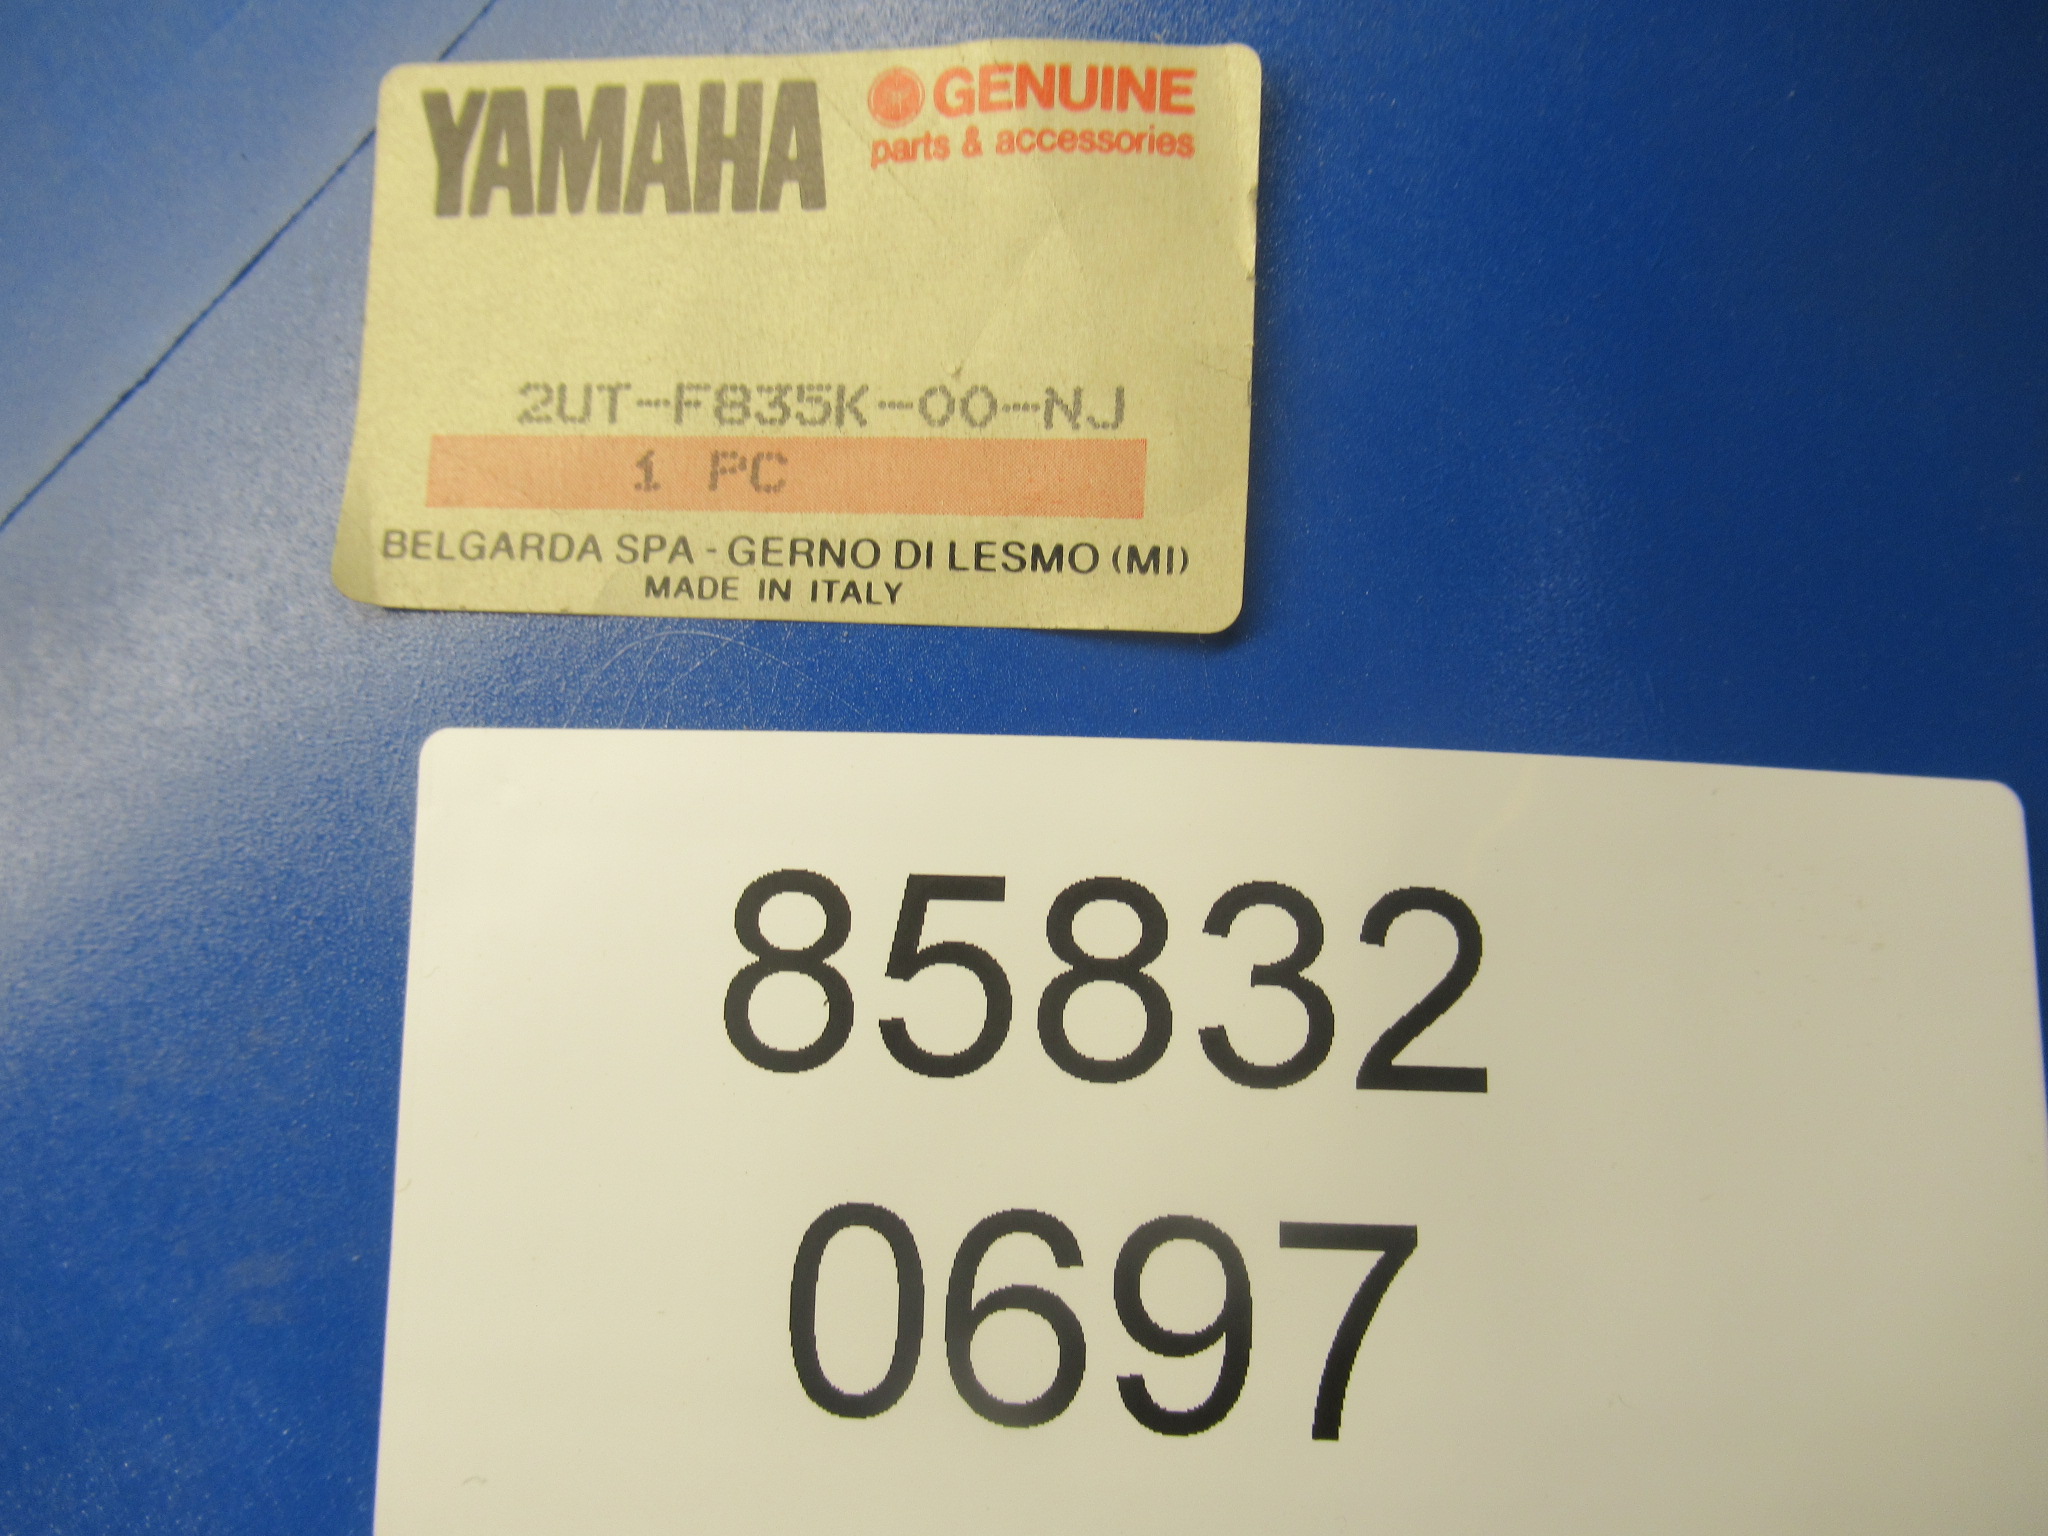 YAMAHA GENUINE
parts & accessories
2UT-F835K-00-NJ
1 PC
BELGARDA SPA - GERNO DI LESMO (MI)
MADE IN ITALY
85832
0697